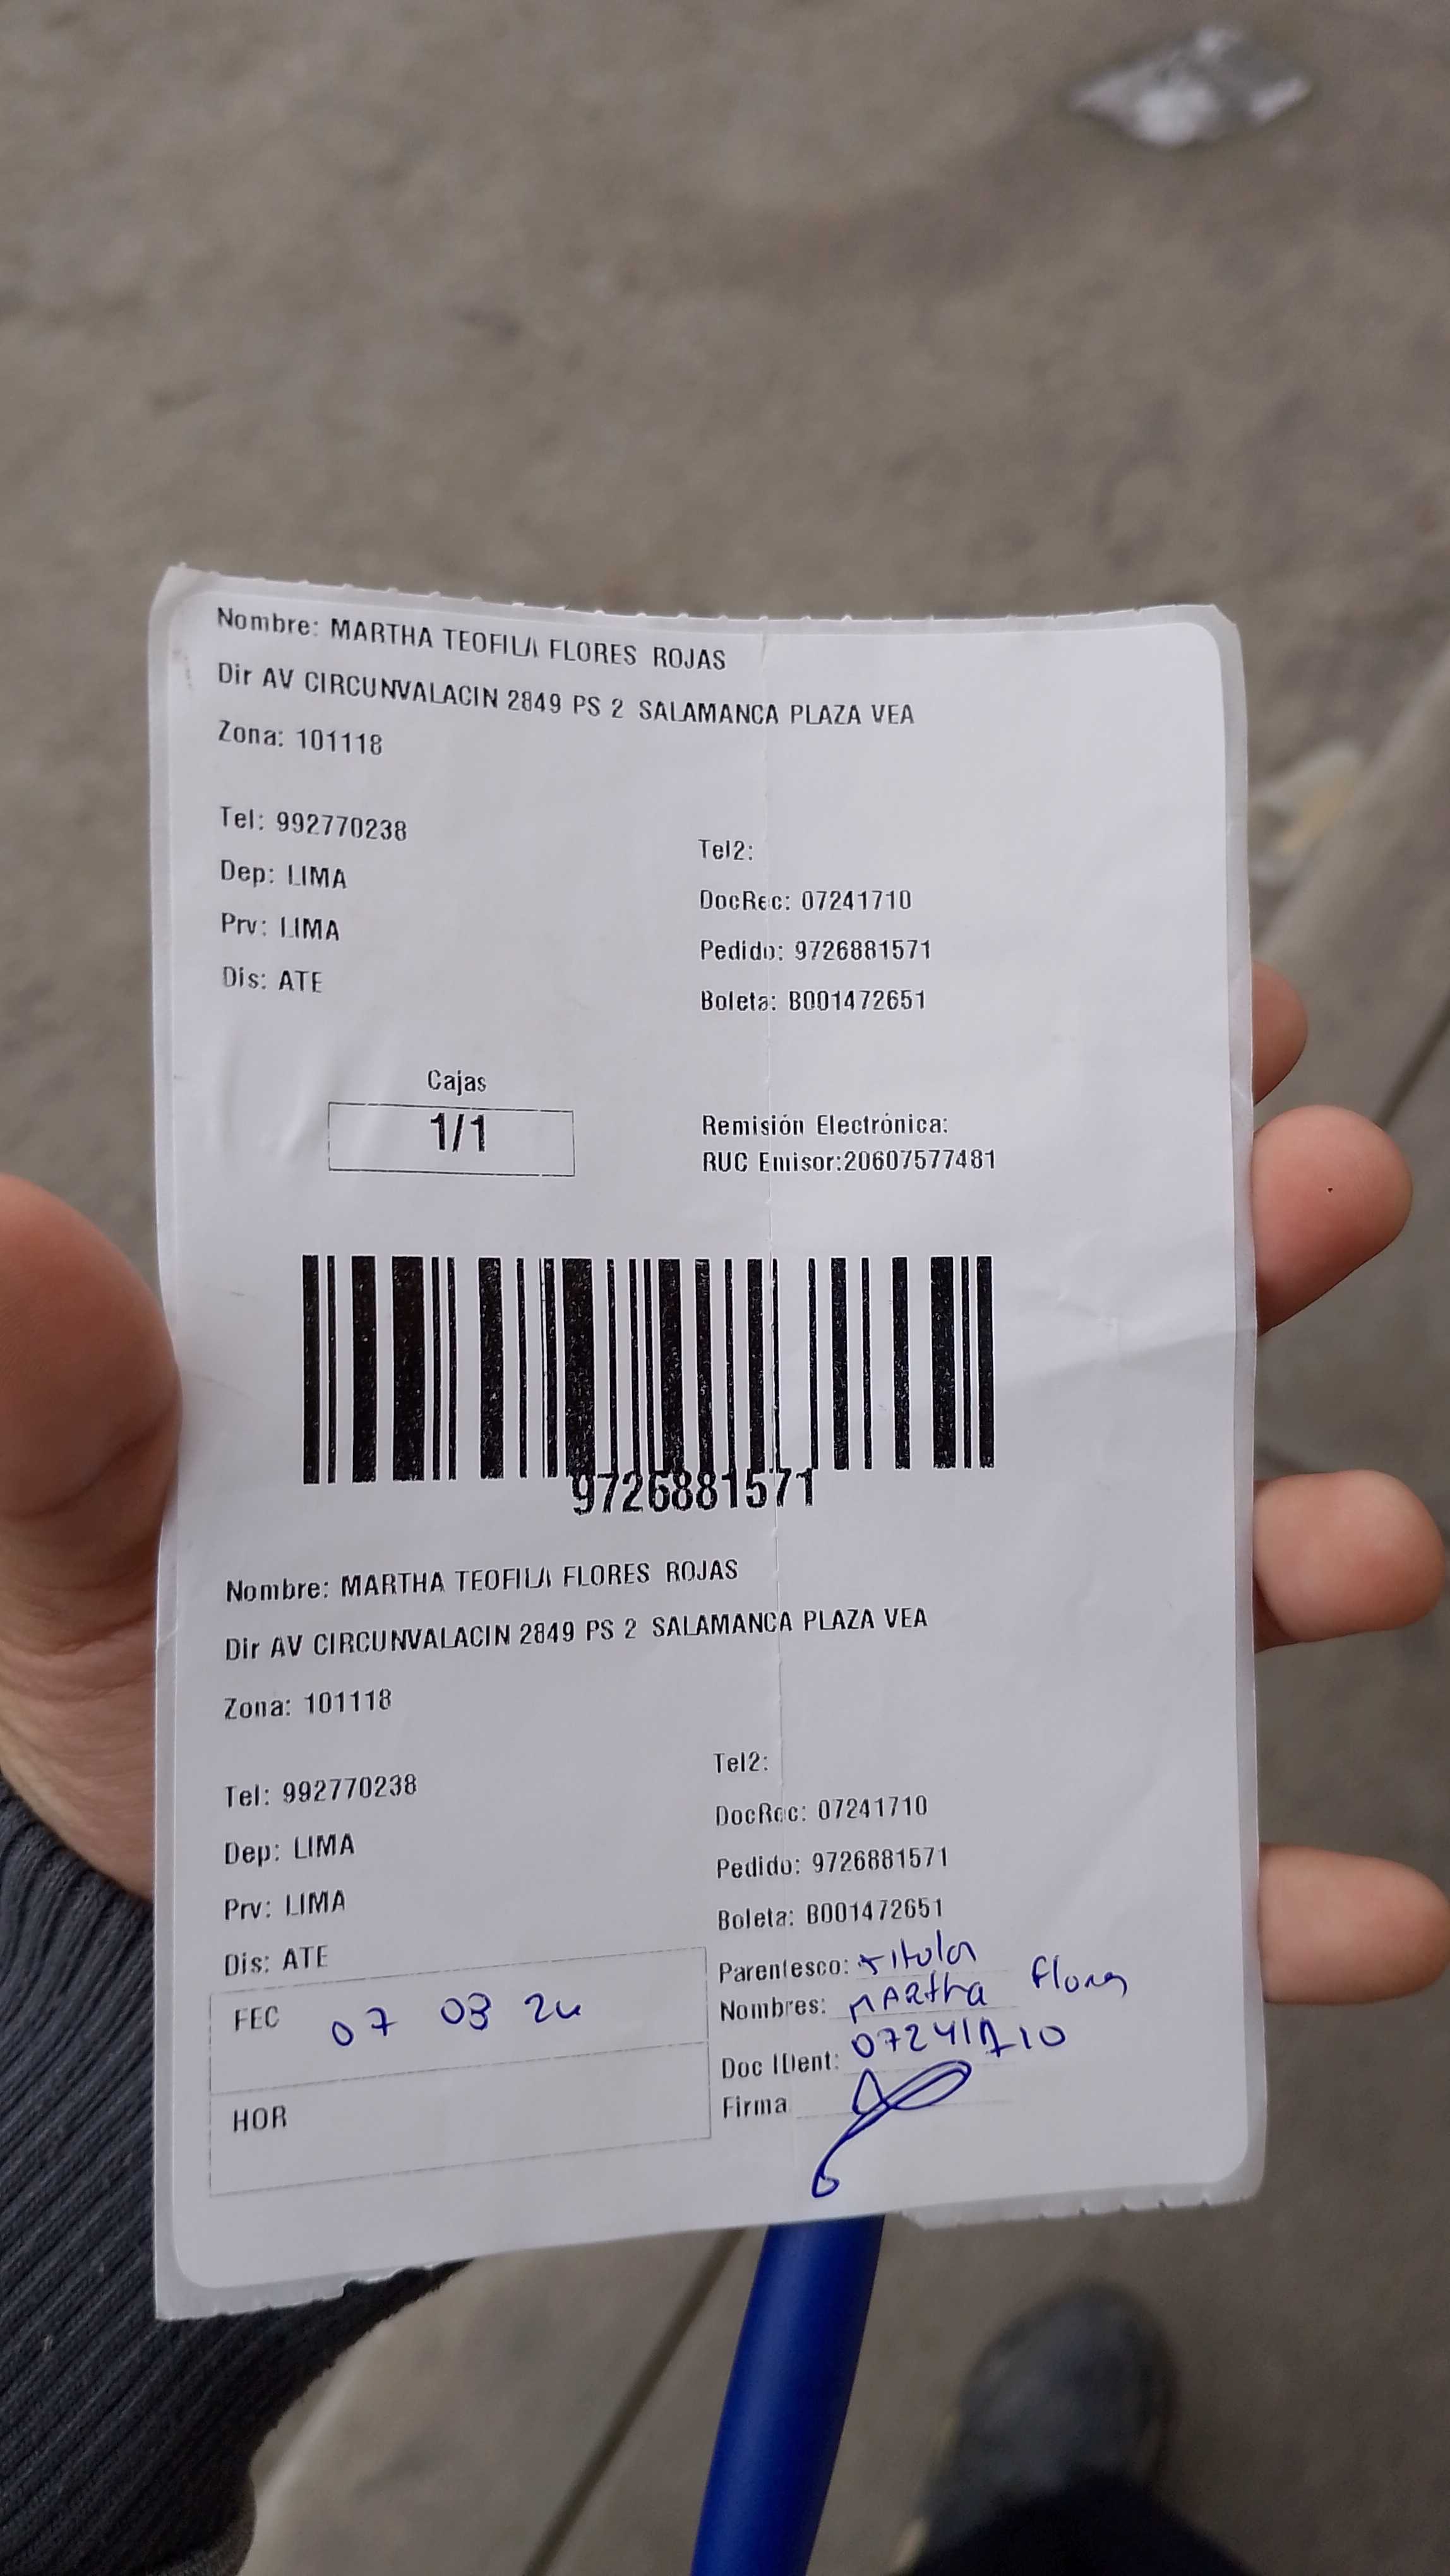 Nombre: MARTHA TEOFILA FLORES ROJAS
Dir AV CIRCUNVALACIN 2849 PS 2 SALAMANCA PLAZA VEA
Zona: 101118
Tel: 992770238
Tel2:
Dep: LIMA
DocRec: 07241710
Prv: LIMA
Pedido: 9726881571
Dis: ATE
Boleta: B001472651
Cajas
1/1
Remisión Electrónica:
RUC Emisor:20607577481
9726881571
Nombre: MARTHA TEOFILA FLORES ROJAS
Dir AV CIRCUNVALACIN 2849 PS 2 SALAMANCA PLAZA VEA
Zona: 101118
Tel: 992770238
Tel2:
Dep: LIMA
DocRec: 07241710
Prv: LIMA
Pedido: 9726881571
Dis: ATE
Boleta: B001472651
FEC 07 03 24
HOR
Parentesco: titular
Nombres: MARtha Flores
Doc IDent: 07241710
Firma